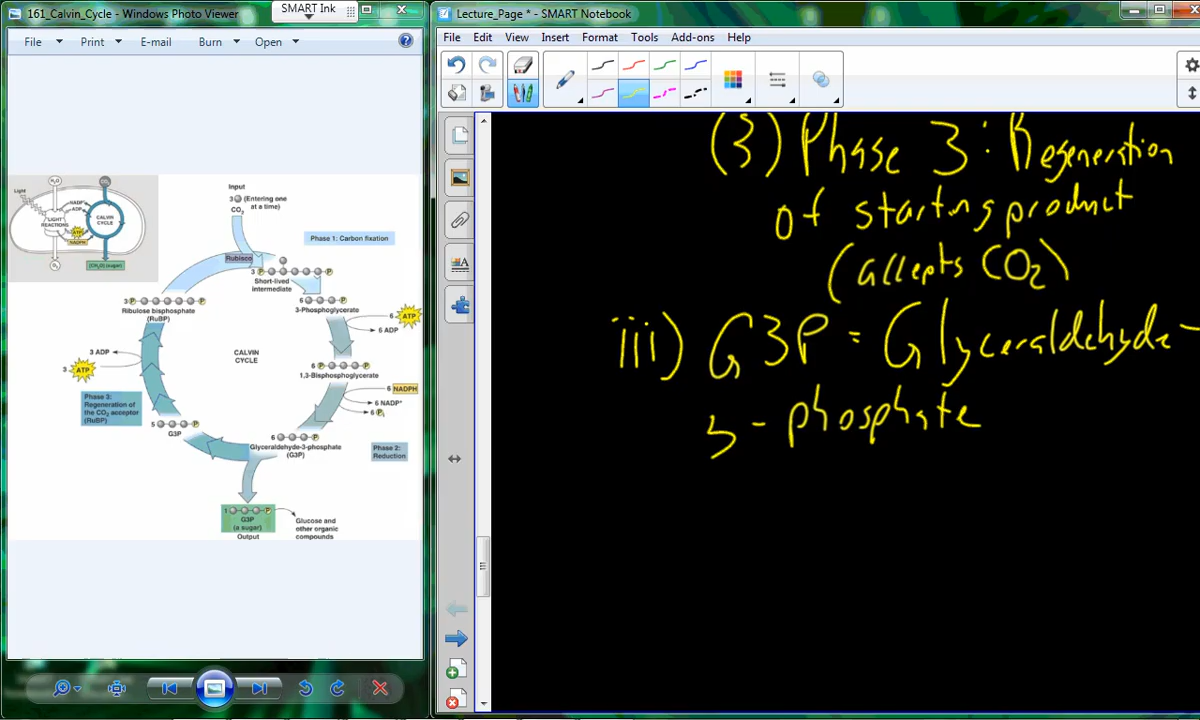 161_Calvin_Cycle - Windows Photo Viewer
SMART Ink
File Print E-mail Burn Open
Light
H₂O
CO₂
NADP⁺
ADP
LIGHT REACTIONS
CALVIN CYCLE
ATP
NADPH
O₂
[CH₂O] (sugar)
Input
3 (Entering one
CO₂ at a time)
Phase 1: Carbon fixation
Rubisco
3 P P
Short-lived
intermediate
3 P P
Ribulose bisphosphate
(RuBP)
6 P
3-Phosphoglycerate
6 ATP
6 ADP
3 ADP
3 ATP
CALVIN
CYCLE
6 P P
1,3-Bisphosphoglycerate
6 NADPH
6 NADP⁺
6 Pᵢ
Phase 3:
Regeneration of
the CO₂ acceptor
(RuBP)
5 P
G3P
6 P
Glyceraldehyde-3-phosphate
(G3P)
Phase 2:
Reduction
1 P
G3P
(a sugar)
Output
Glucose and
other organic
compounds
Lecture_Page * - SMART Notebook
File Edit View Insert Format Tools Add-ons Help
(3) Phase 3: Regeneration
of starting product
(accepts CO₂)
iii) G3P = Glyceraldehyde-
3-phosphate